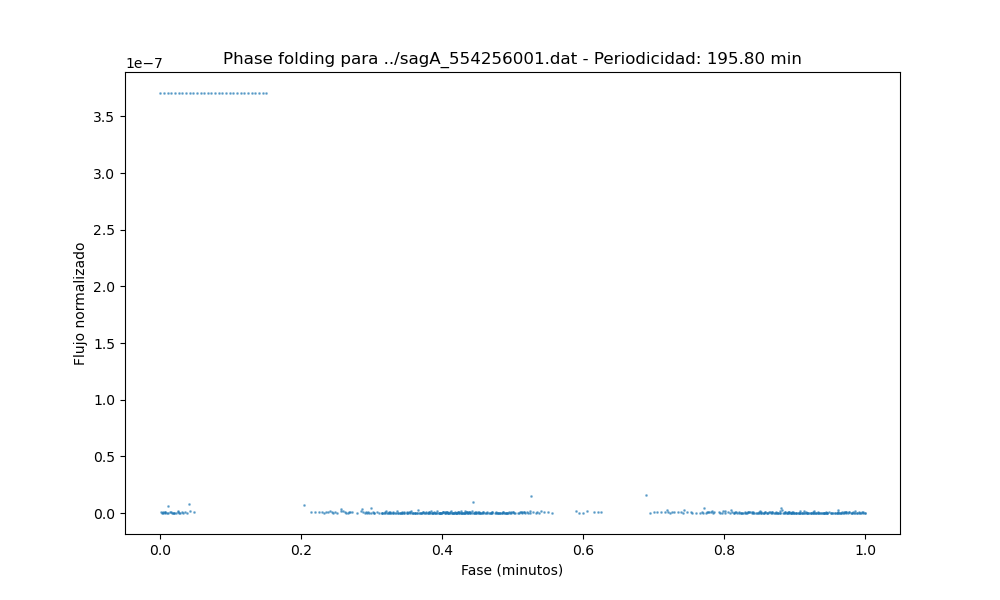 Phase folding para ../sagA_554256001.dat - Periodicidad: 195.80 min
1e−7
3.5
3.0
2.5
2.0
1.5
1.0
0.5
0.0
Flujo normalizado
0.0 0.2 0.4 0.6 0.8 1.0
Fase (minutos)